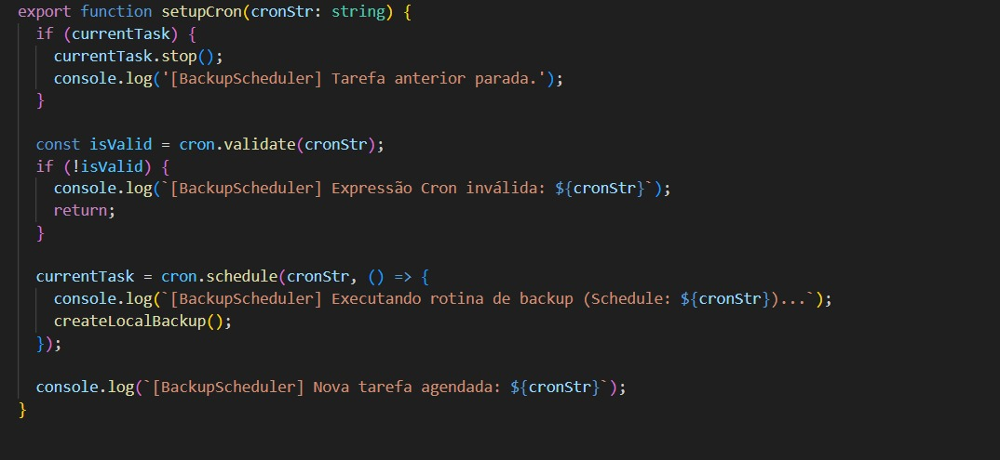 export function setupCron(cronStr: string) {
  if (currentTask) {
    currentTask.stop();
    console.log('[BackupScheduler] Tarefa anterior parada.');
  }

  const isValid = cron.validate(cronStr);
  if (!isValid) {
    console.log(`[BackupScheduler] Expressão Cron inválida: ${cronStr}`);
    return;
  }

  currentTask = cron.schedule(cronStr, () => {
    console.log(`[BackupScheduler] Executando rotina de backup (Schedule: ${cronStr})...`);
    createLocalBackup();
  });

  console.log(`[BackupScheduler] Nova tarefa agendada: ${cronStr}`);
}